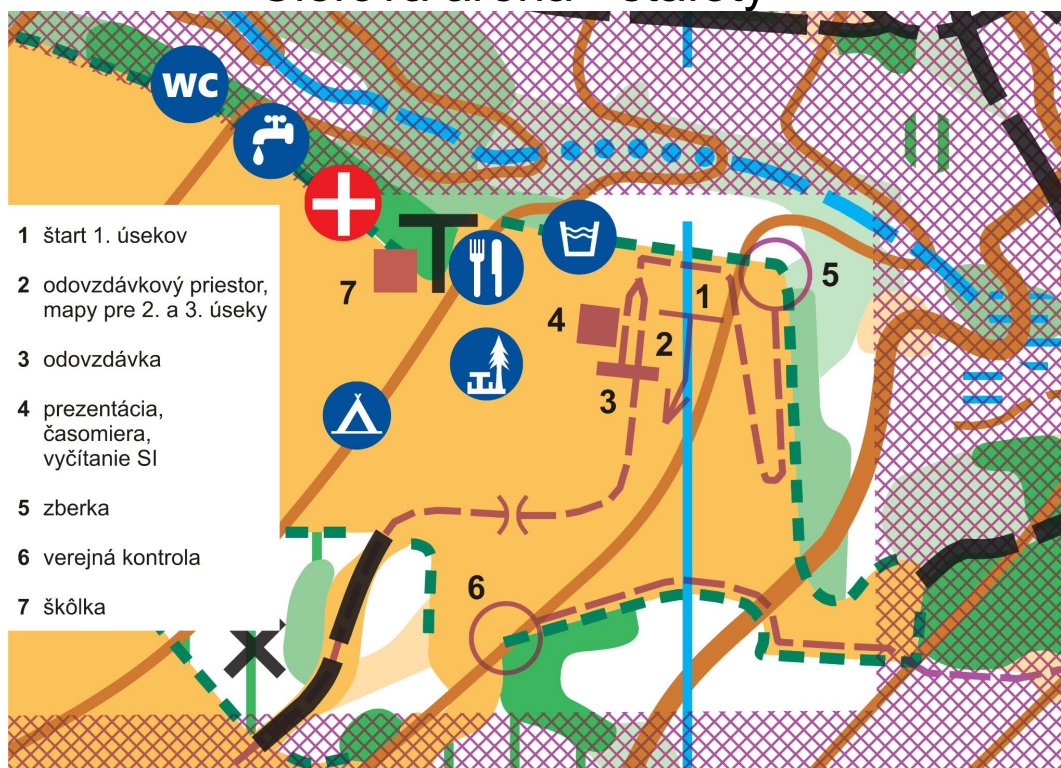 WC
1 štart 1. úsekov
2 odovzdávkový priestor,
mapy pre 2. a 3. úseky
3 odovzdávka
4 prezentácia,
časomiera,
vyčítanie SI
5 zberka
6 verejná kontrola
7 škôlka
7
4
1
5
2
3
6